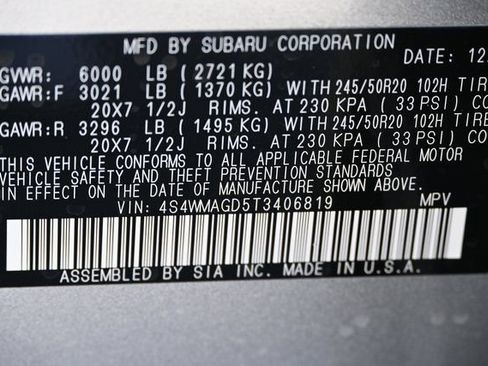 MFD BY SUBARU CORPORATION
DATE: 12
GVWR: 6000 LB (2721 KG)
GAWR:F 3021 LB (1370 KG) WITH 245/50R20 102H TIRE
20X7 1/2J RIMS. AT 230 KPA (33 PSI) COLD
GAWR:R 3296 LB (1495 KG) WITH 245/50R20 102H TIRE
20X7 1/2J RIMS. AT 230 KPA (33 PSI) COLD
THIS VEHICLE CONFORMS TO ALL APPLICABLE FEDERAL MOTOR
VEHICLE SAFETY AND THEFT PREVENTION STANDARDS
IN EFFECT ON THE DATE OF MANUFACTURE SHOWN ABOVE.
VIN: 4S4WMAGD5T3406819 MPV
ASSEMBLED BY SIA INC. MADE IN U.S.A.